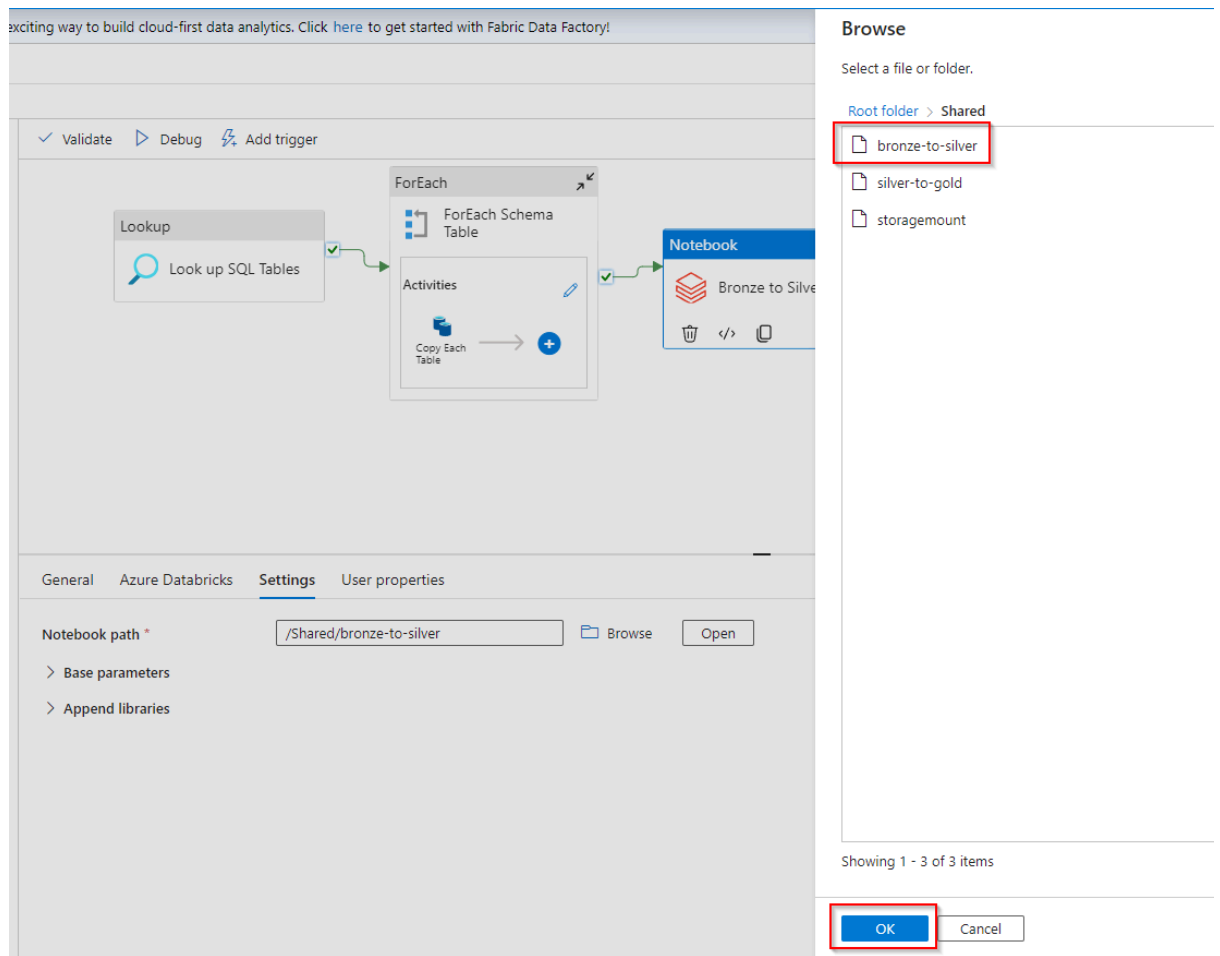 exciting way to build cloud-first data analytics. Click here to get started with Fabric Data Factory!
Validate Debug Add trigger
Lookup
Look up SQL Tables
ForEach
ForEach Schema
Table
Activities
Copy Each
Table
Notebook
Bronze to Silve
General Azure Databricks Settings User properties
Notebook path * /Shared/bronze-to-silver Browse Open
Base parameters
Append libraries
Browse
Select a file or folder.
Root folder > Shared
bronze-to-silver
silver-to-gold
storagemount
Showing 1 - 3 of 3 items
OK Cancel